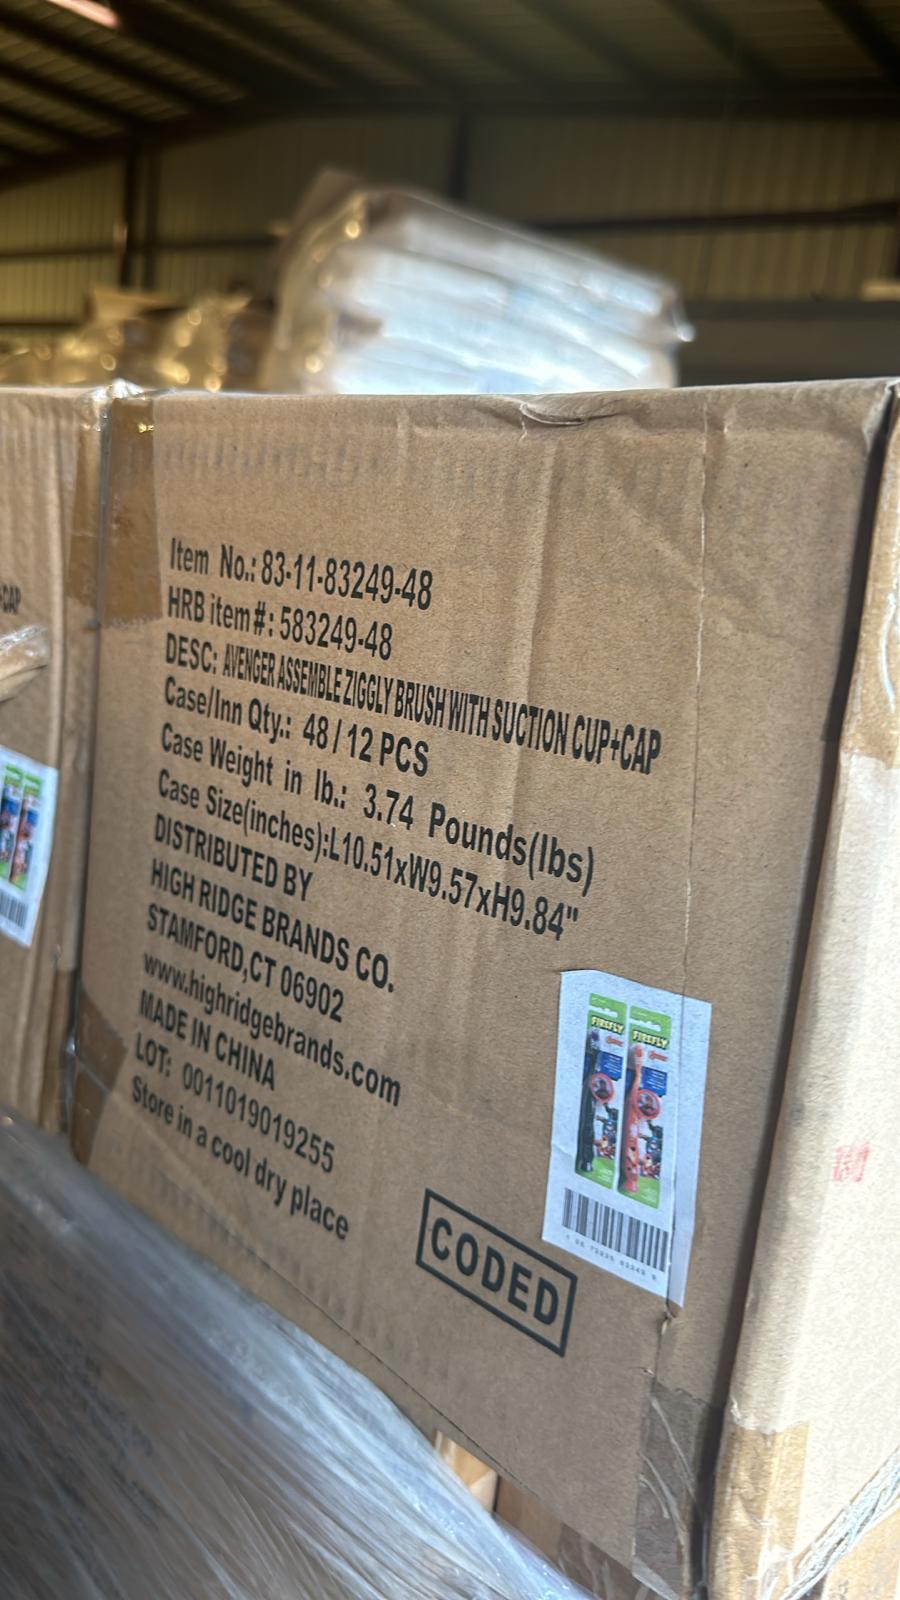 Item No.: 83-11-83249-48
HRB item#: 583249-48
DESC: AVENGER ASSEMBLE ZIGGLY BRUSH WITH SUCTION CUP+CAP
Case/Inn Qty.: 48 / 12 PCS
Case Weight in lb.: 3.74 Pounds(lbs)
Case Size(inches):L10.51xW9.57xH9.84"
DISTRIBUTED BY
HIGH RIDGE BRANDS CO.
STAMFORD,CT 06902
www.highridgebrands.com
MADE IN CHINA
LOT: 0011019019255
Store in a cool dry place
CODED
FIREFLY
FIREFLY
+CAP